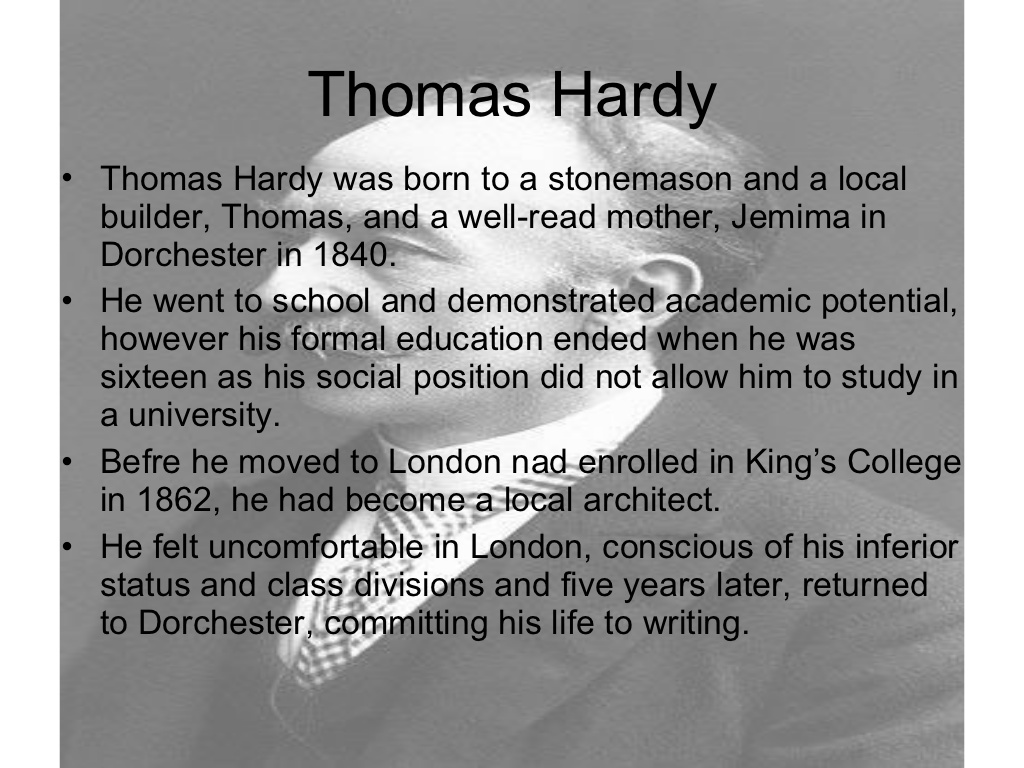 Thomas Hardy
• Thomas Hardy was born to a stonemason and a local
builder, Thomas, and a well-read mother, Jemima in
Dorchester in 1840.
• He went to school and demonstrated academic potential,
however his formal education ended when he was
sixteen as his social position did not allow him to study in
a university.
• Befre he moved to London nad enrolled in King’s College
in 1862, he had become a local architect.
• He felt uncomfortable in London, conscious of his inferior
status and class divisions and five years later, returned
to Dorchester, committing his life to writing.